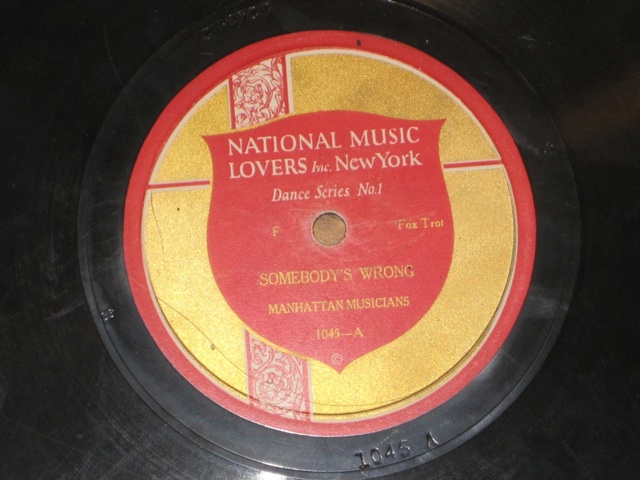 NATIONAL MUSIC
LOVERS Inc. New York
Dance Series No.1
F Fox Trot
SOMEBODY'S WRONG
MANHATTAN MUSICIANS
1045—A
©
1045 A